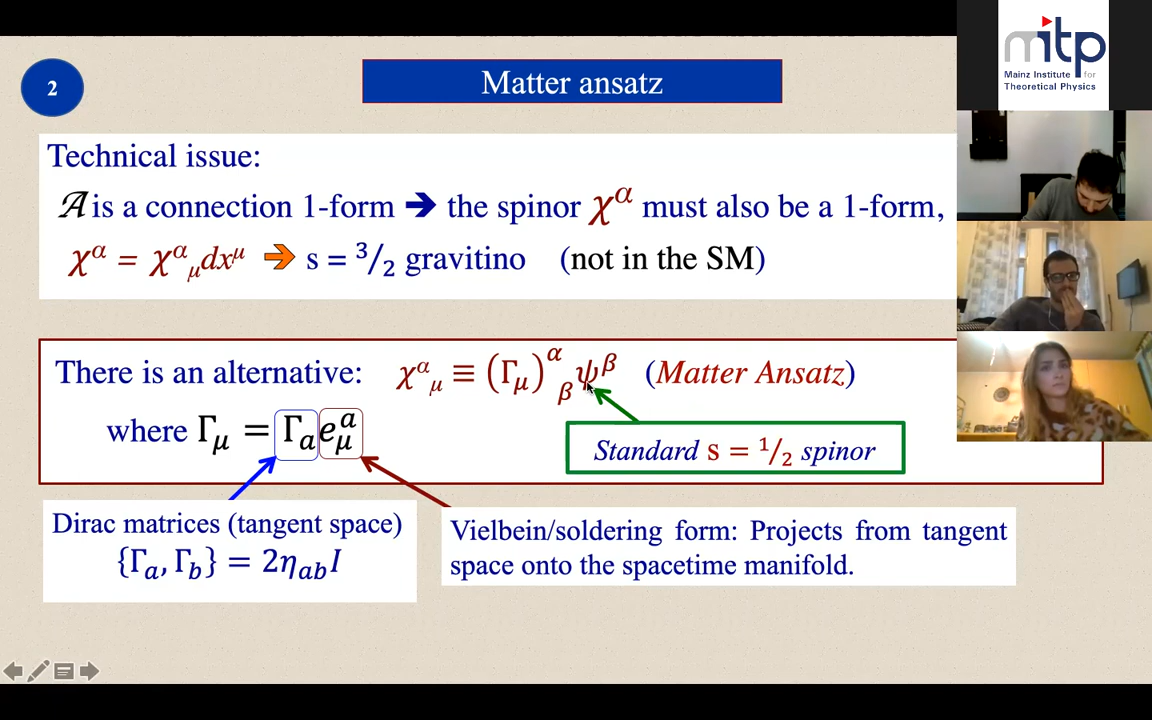 2
Matter ansatz
Technical issue:
𝒜 is a connection 1-form ➔ the spinor χ^α must also be a 1-form,
χ^α = χ^α_μ dx^μ ⇨ s = 3/2 gravitino (not in the SM)
There is an alternative: χ^α_μ ≡ (Γ_μ)^α_β ψ^β (Matter Ansatz)
where Γ_μ = Γ_a e^a_μ
Standard s = 1/2 spinor
Dirac matrices (tangent space)
{Γ_a, Γ_b} = 2η_ab I
Vielbein/soldering form: Projects from tangent
space onto the spacetime manifold.
mitp
Mainz Institute for
Theoretical Physics